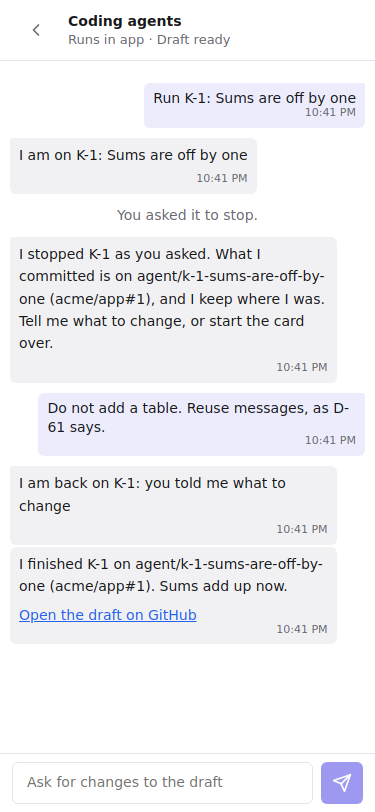 Coding agents
Runs in app · Draft ready
Run K-1: Sums are off by one
10:41 PM
I am on K-1: Sums are off by one
10:41 PM
You asked it to stop.
I stopped K-1 as you asked. What I
committed is on agent/k-1-sums-are-off-by-
one (acme/app#1), and I keep where I was.
Tell me what to change, or start the card
over.
10:41 PM
Do not add a table. Reuse messages, as D-
61 says.
10:41 PM
I am back on K-1: you told me what to
change
10:41 PM
I finished K-1 on agent/k-1-sums-are-off-by-
one (acme/app#1). Sums add up now.
Open the draft on GitHub
10:41 PM
Ask for changes to the draft